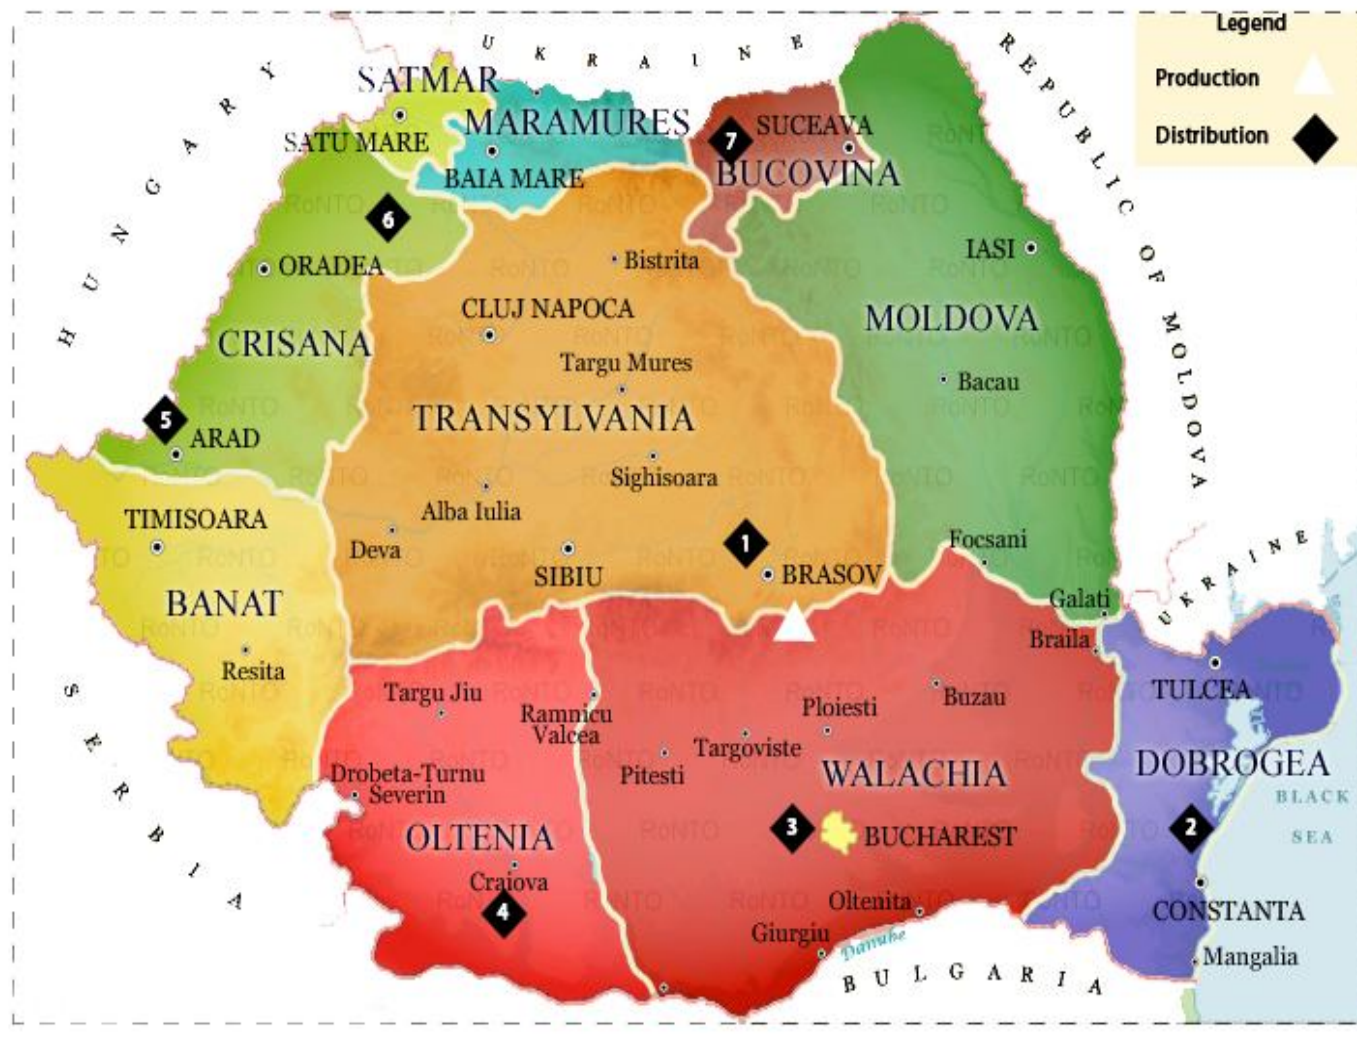 Legend
Production
Distribution
UKRAINE
HUNGARY
REPUBLIC OF MOLDOVA
SATMAR
SATU MARE
MARAMURES
BAIA MARE
7
SUCEAVA
BUCOVINA
6
ORADEA
Bistrita
IASI
CRISANA
CLUJ NAPOCA
MOLDOVA
Targu Mures
Bacau
5
ARAD
TRANSYLVANIA
Sighisoara
Alba Iulia
TIMISOARA
Deva
1
Focsani
SIBIU
BRASOV
UKRAINE
BANAT
Galati
Braila
Resita
Targu Jiu
Ramnicu
Valcea
Ploiesti
Buzau
TULCEA
SERBIA
Targoviste
Pitesti
Drobeta-Turnu
Severin
WALACHIA
DOBROGEA
BLACK
SEA
OLTENIA
3
BUCHAREST
2
Craiova
4
Oltenita
CONSTANTA
Giurgiu
Danube
Mangalia
BULGARIA
RoNTO